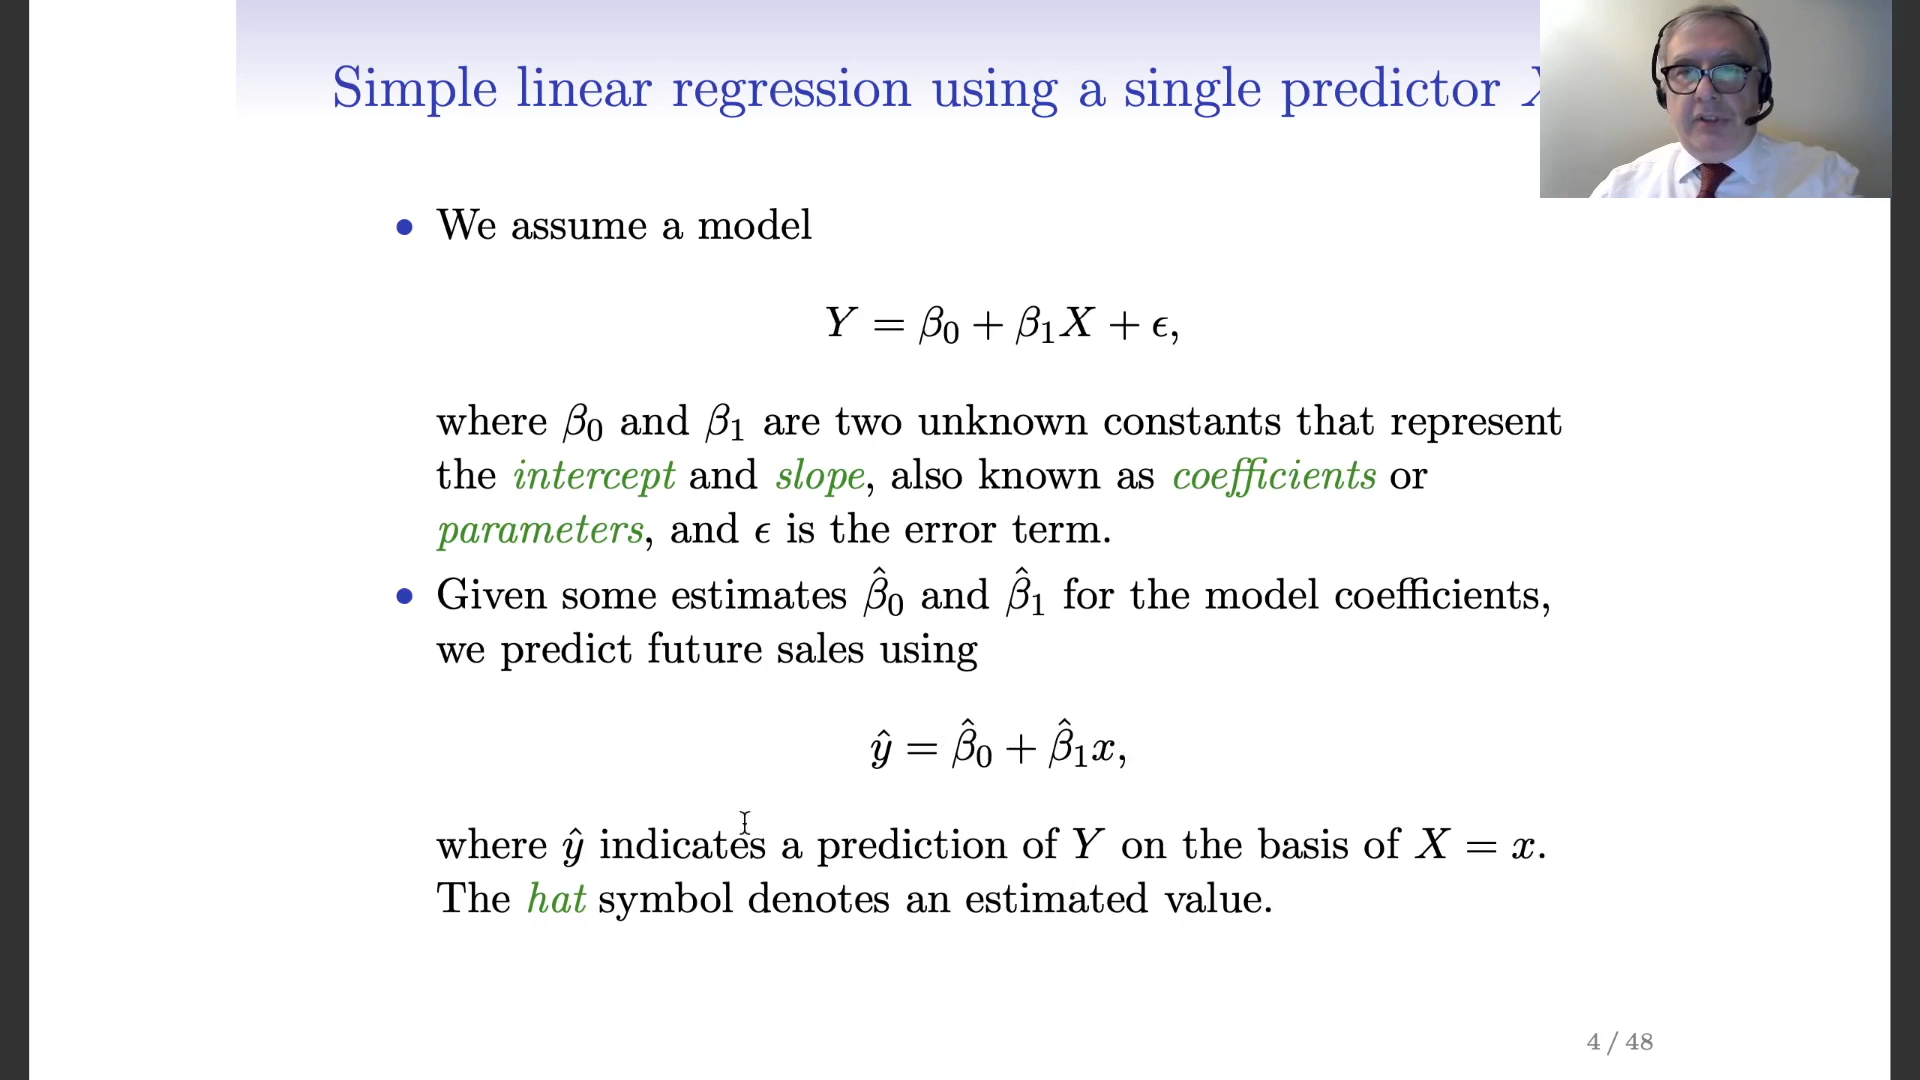 Simple linear regression using a single predictor
• We assume a model
Y = β₀ + β₁X + ϵ,
where β₀ and β₁ are two unknown constants that represent
the intercept and slope, also known as coefficients or
parameters, and ϵ is the error term.
• Given some estimates β̂₀ and β̂₁ for the model coefficients,
we predict future sales using
ŷ = β̂₀ + β̂₁x,
where ŷ indicates a prediction of Y on the basis of X = x.
The hat symbol denotes an estimated value.
4 / 48